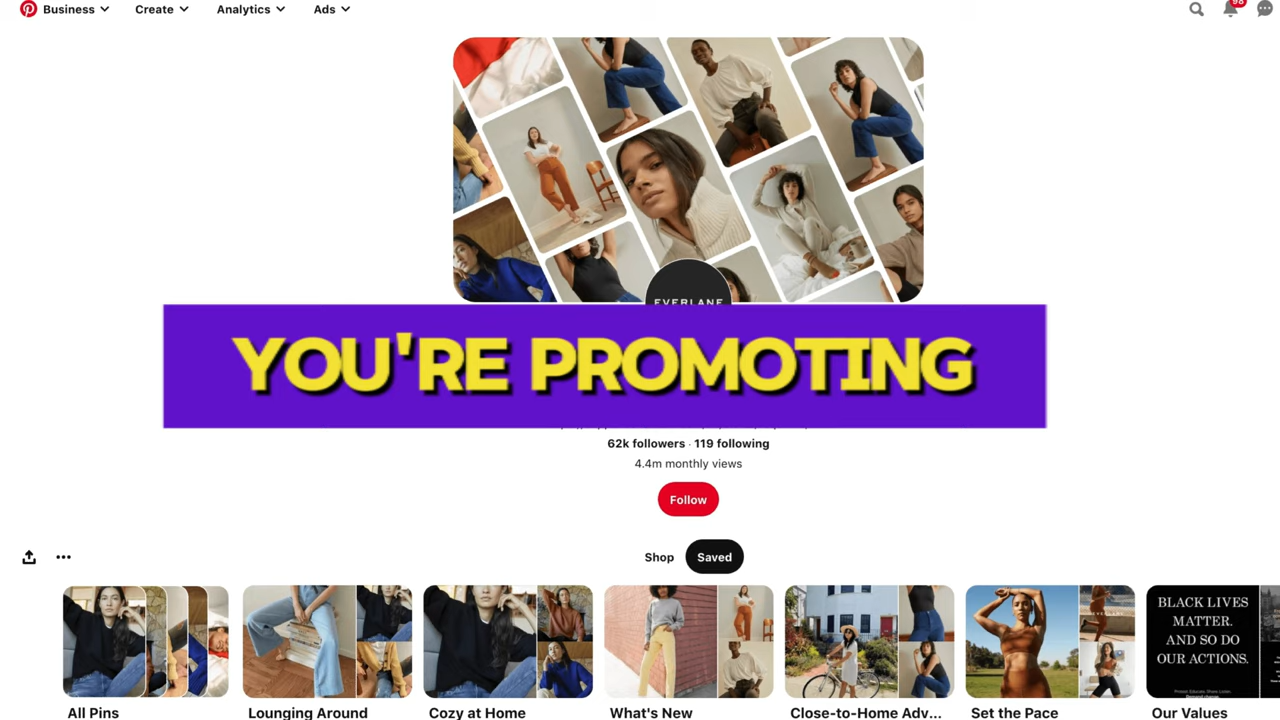 Business Create Analytics Ads
98
EVERLANE
YOU'RE PROMOTING
62k followers · 119 following
4.4m monthly views
Follow
Shop Saved
BLACK LIVES
MATTER.
AND SO DO
OUR ACTIONS.
All Pins Lounging Around Cozy at Home What's New Close-to-Home Adv... Set the Pace Our Values